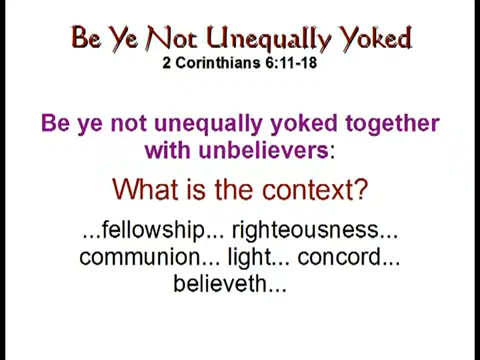 Be Ye Not Unequally Yoked
2 Corinthians 6:11-18
Be ye not unequally yoked together
with unbelievers:
What is the context?
...fellowship... righteousness...
communion... light... concord...
believeth...